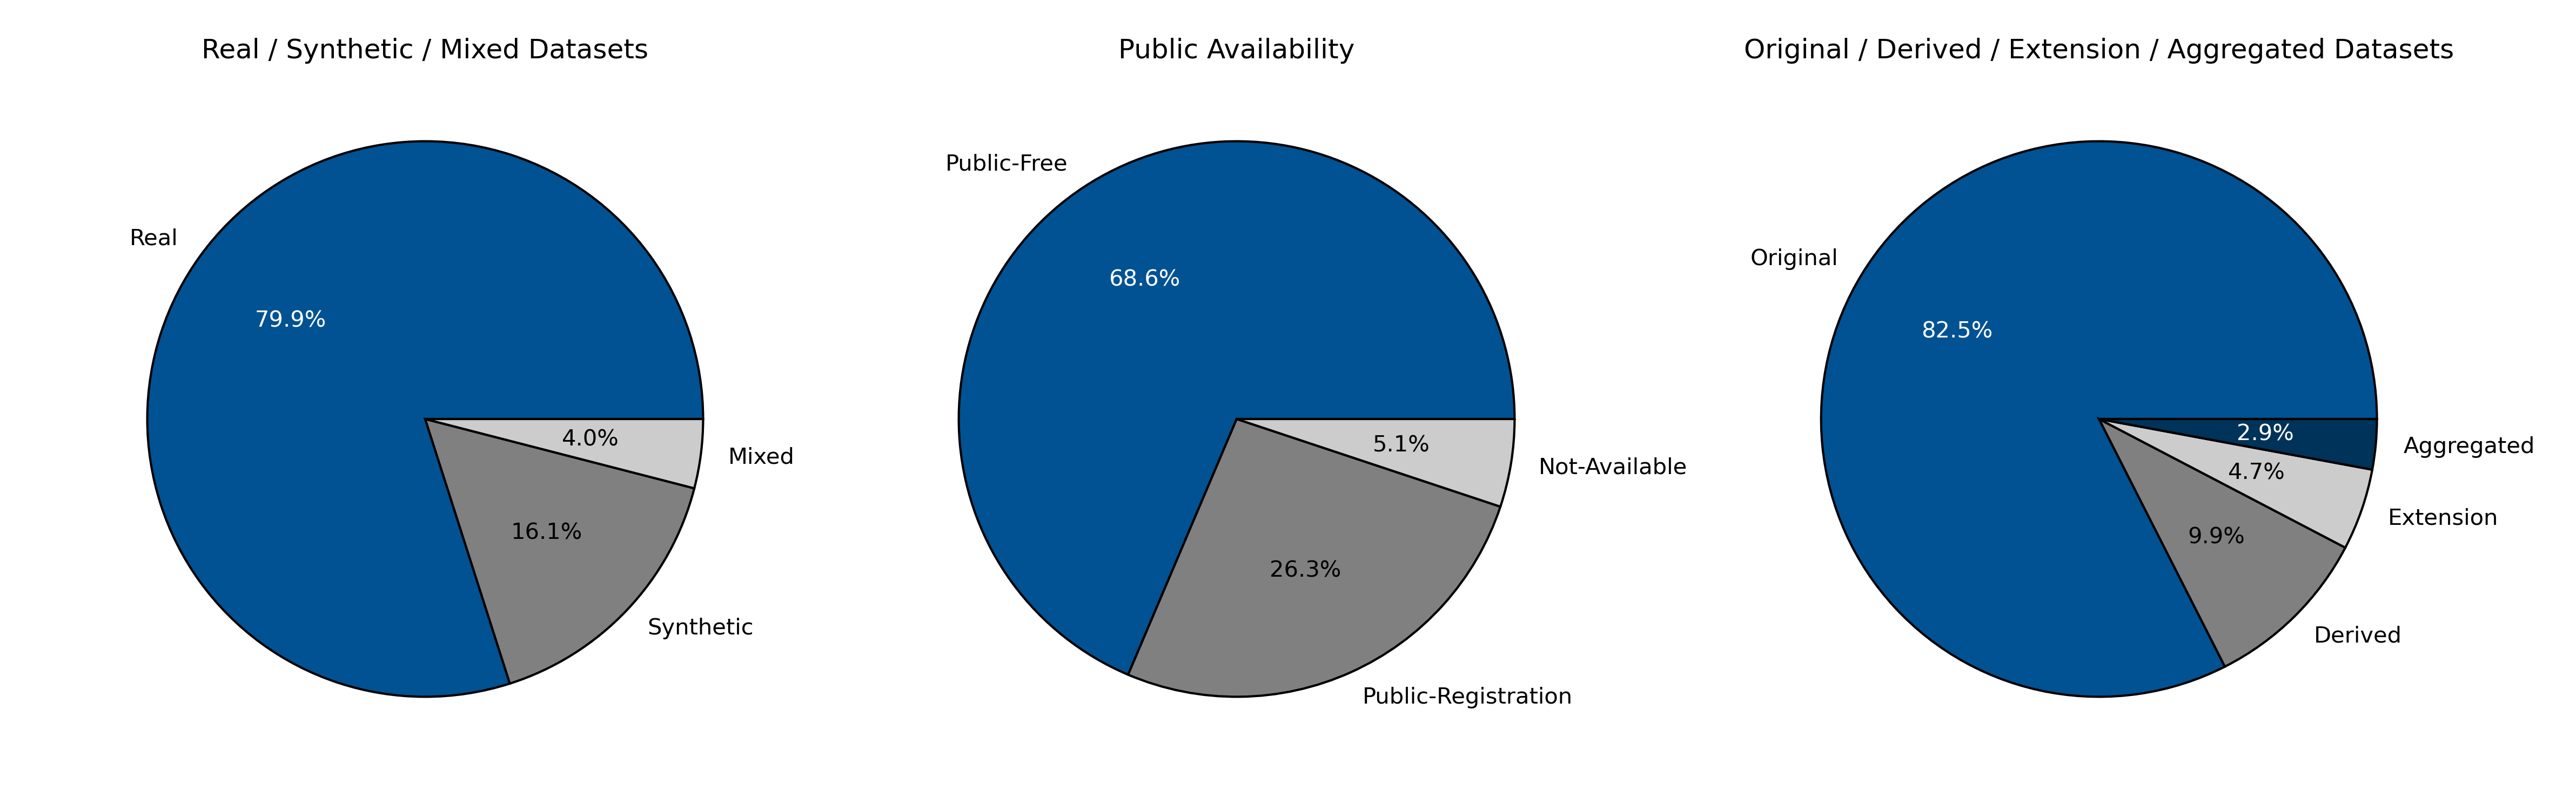 Real / Synthetic / Mixed Datasets
Real
79.9%
4.0%
Mixed
16.1%
Synthetic
Public Availability
Public-Free
68.6%
5.1%
Not-Available
26.3%
Public-Registration
Original / Derived / Extension / Aggregated Datasets
Original
82.5%
2.9%
Aggregated
4.7%
Extension
9.9%
Derived